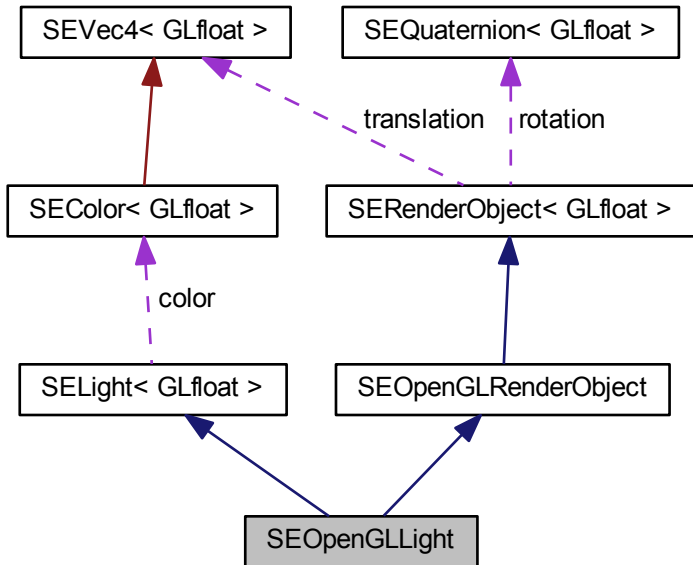 SEVec4< GLfloat >
SEQuaternion< GLfloat >
translation
rotation
SEColor< GLfloat >
SERenderObject< GLfloat >
color
SELight< GLfloat >
SEOpenGLRenderObject
SEOpenGLLight